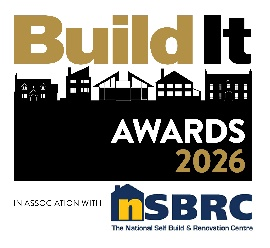 Build It
AWARDS
2026
IN ASSOCIATION WITH nSBRC
The National Self Build & Renovation Centre